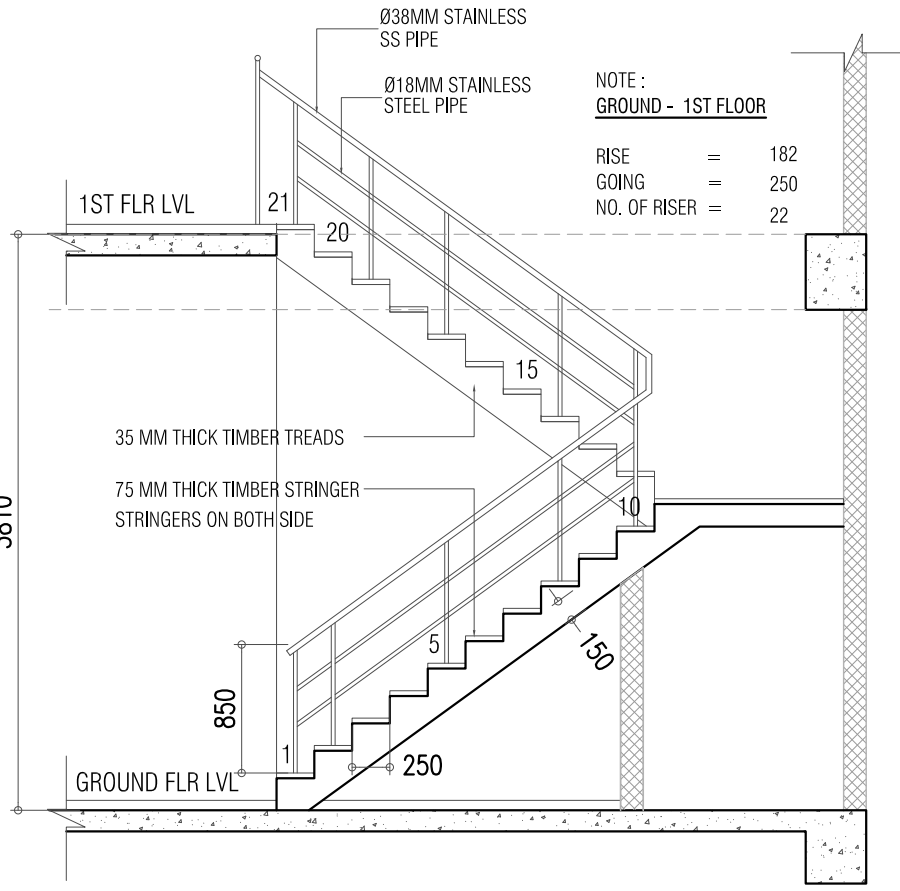 Ø38MM STAINLESS
SS PIPE
Ø18MM STAINLESS
STEEL PIPE
NOTE :
GROUND - 1ST FLOOR
RISE = 182
GOING = 250
NO. OF RISER = 22
1ST FLR LVL
21
20
15
35 MM THICK TIMBER TREADS
75 MM THICK TIMBER STRINGER
STRINGERS ON BOTH SIDE
10
5
150
850
1
250
GROUND FLR LVL